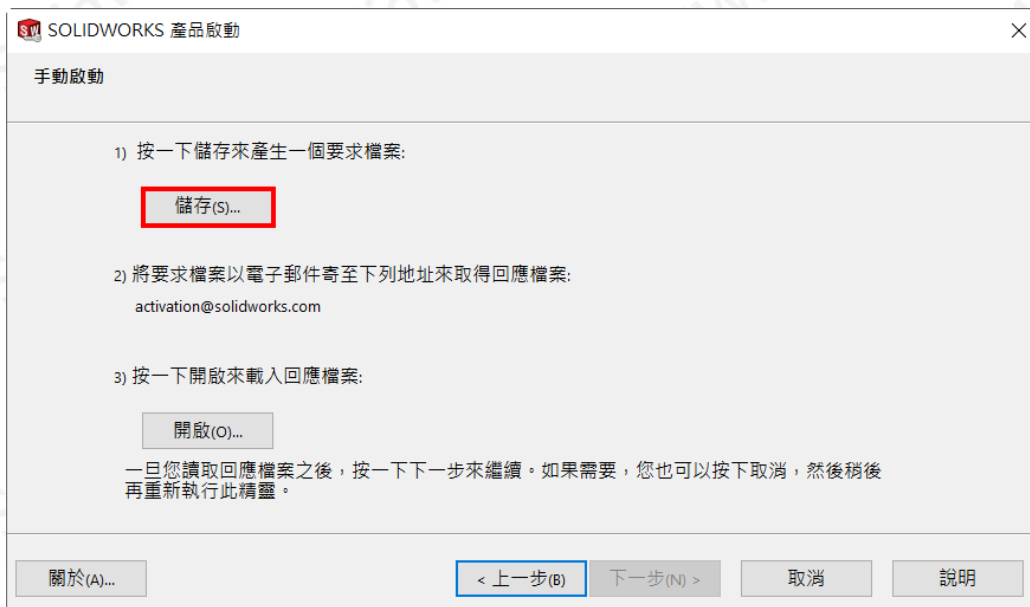 SOLIDWORKS 產品啟動
手動啟動
1) 按一下儲存來產生一個要求檔案:
儲存(S)...
2) 將要求檔案以電子郵件寄至下列地址來取得回應檔案:
activation@solidworks.com
3) 按一下開啟來載入回應檔案:
開啟(O)...
一旦您讀取回應檔案之後，按一下下一步來繼續。如果需要，您也可以按下取消，然後稍後
再重新執行此精靈。
關於(A)... < 上一步(B) 下一步(N) > 取消 說明